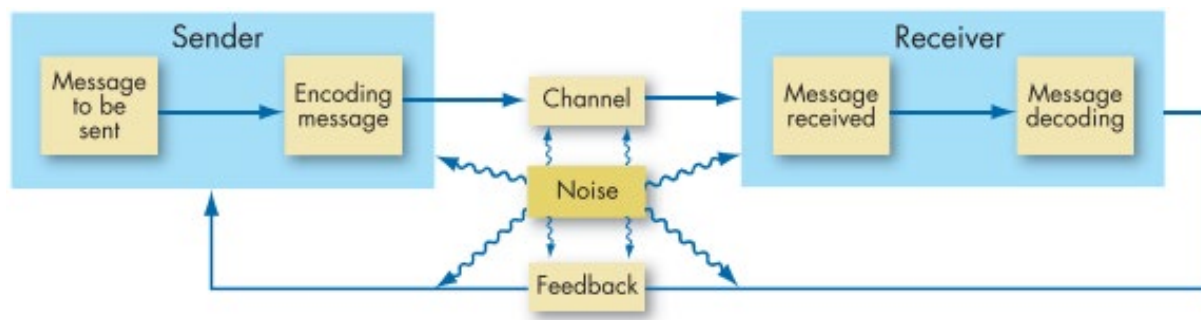 Sender
Message
to be
sent
Encoding
message
Channel
Receiver
Message
received
Message
decoding
Noise
Feedback